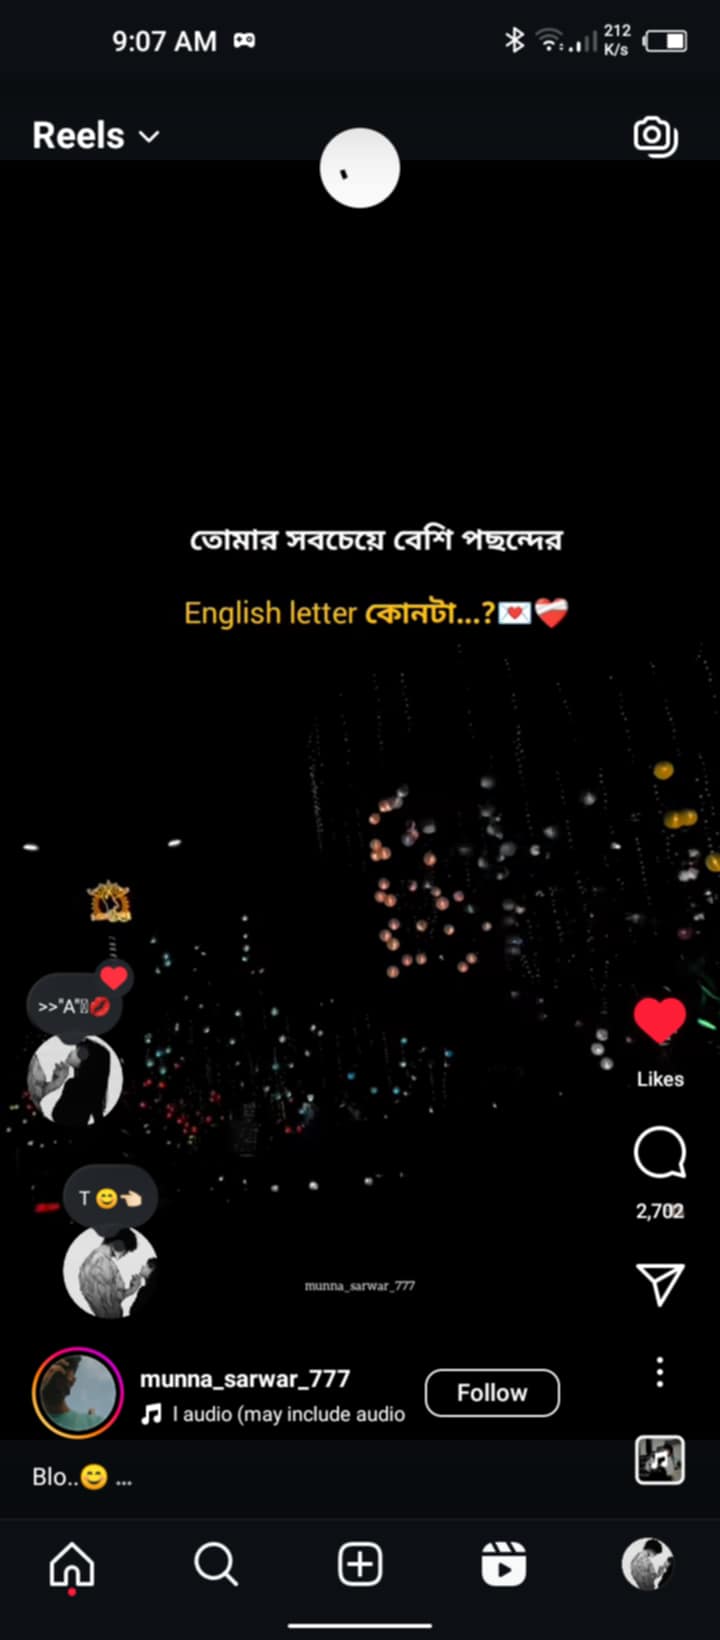 9:07 AM
212
K/s
Reels
তোমার সবচেয়ে বেশি পছন্দের
English letter কোনটা...?💌❤️‍🩹
>>"A"💋
Likes
T 😊👈🏻
2,702
munna_sarwar_777
munna_sarwar_777
l audio (may include audio
Follow
Blo..😊 ...